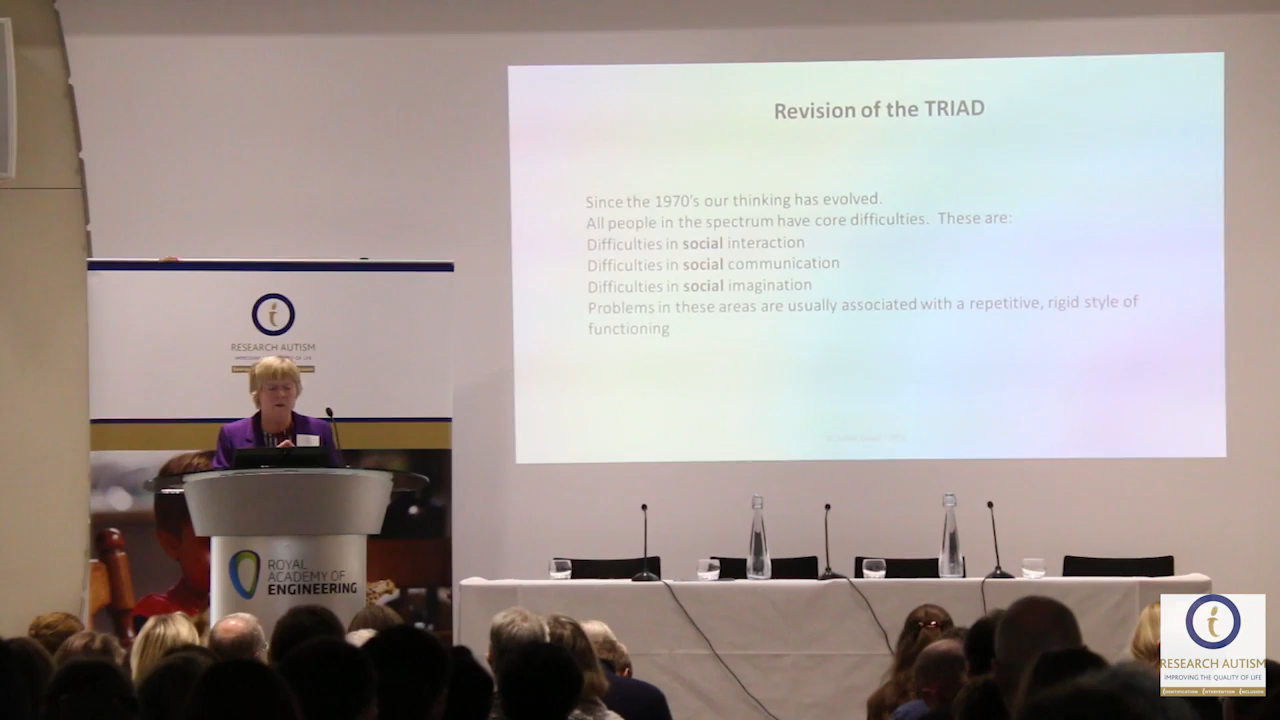 Revision of the TRIAD
Since the 1970's our thinking has evolved.
All people in the spectrum have core difficulties. These are:
Difficulties in social interaction
Difficulties in social communication
Difficulties in social imagination
Problems in these areas are usually associated with a repetitive, rigid style of
functioning
RESEARCH AUTISM
ROYAL
ACADEMY OF
ENGINEERING
RESEARCH AUTISM
IMPROVING THE QUALITY OF LIFE
IDENTIFICATION INTERVENTION INCLUSION